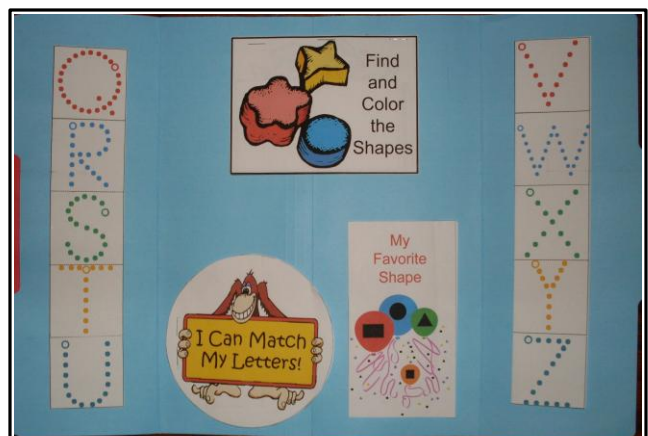 Q
R
S
T
U
Find
and
Color
the
Shapes
I Can Match
My Letters!
My
Favorite
Shape
V
W
X
Y
Z